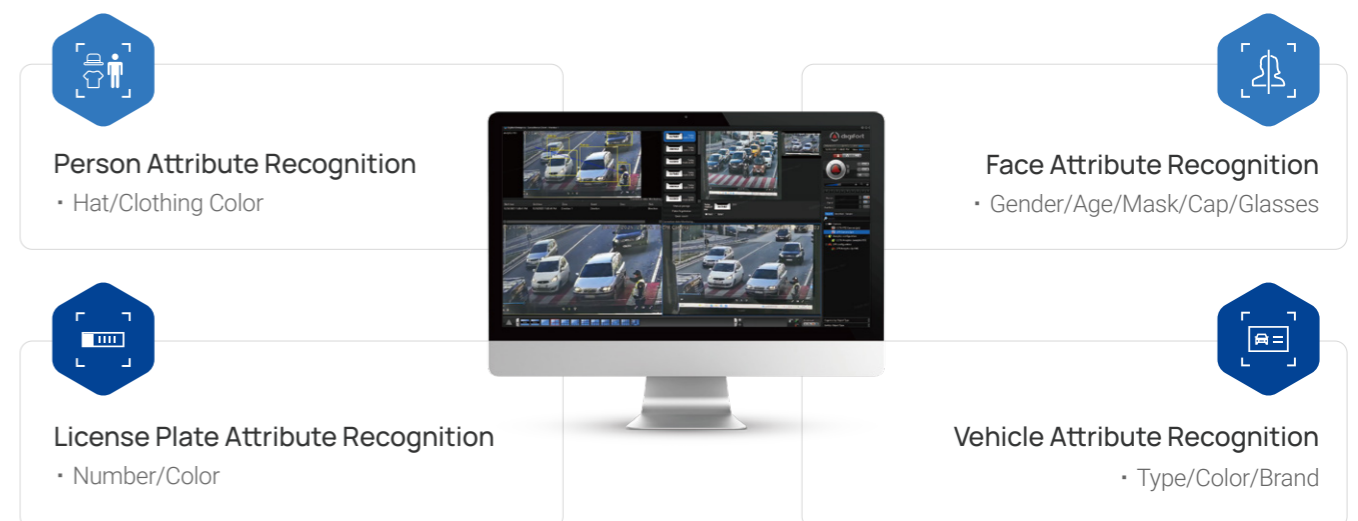 Person Attribute Recognition
· Hat/Clothing Color
Face Attribute Recognition
· Gender/Age/Mask/Cap/Glasses
digifort
License Plate Attribute Recognition
· Number/Color
Vehicle Attribute Recognition
· Type/Color/Brand